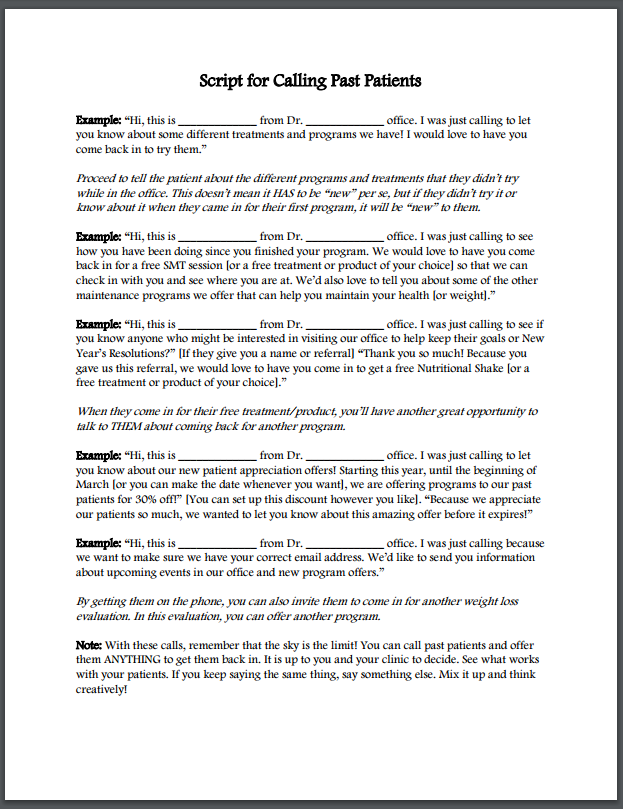 Script for Calling Past Patients
Example: “Hi, this is ______________ from Dr. ______________ office. I was just calling to let
you know about some different treatments and programs we have! I would love to have you
come back in to try them.”
Proceed to tell the patient about the different programs and treatments that they didn’t try
while in the office. This doesn’t mean it HAS to be “new” per se, but if they didn’t try it or
know about it when they came in for their first program, it will be “new” to them.
Example: “Hi, this is ______________ from Dr. ______________ office. I was just calling to see
how you have been doing since you finished your program. We would love to have you come
back in for a free SMT session [or a free treatment or product of your choice] so that we can
check in with you and see where you are at. We’d also love to tell you about some of the other
maintenance programs we offer that can help you maintain your health [or weight].”
Example: “Hi, this is ______________ from Dr. ______________ office. I was just calling to see if
you know anyone who might be interested in visiting our office to help keep their goals or New
Year’s Resolutions?” [If they give you a name or referral] “Thank you so much! Because you
gave us this referral, we would love to have you come in to get a free Nutritional Shake [or a
free treatment or product of your choice].”
When they come in for their free treatment/product, you’ll have another great opportunity to
talk to THEM about coming back for another program.
Example: “Hi, this is ______________ from Dr. ______________ office. I was just calling to let
you know about our new patient appreciation offers! Starting this year, until the beginning of
March [or you can make the date whenever you want], we are offering programs to our past
patients for 30% off!” [You can set up this discount however you like]. “Because we appreciate
our patients so much, we wanted to let you know about this amazing offer before it expires!”
Example: “Hi, this is ______________ from Dr. ______________ office. I was just calling because
we want to make sure we have your correct email address. We’d like to send you information
about upcoming events in our office and new program offers.”
By getting them on the phone, you can also invite them to come in for another weight loss
evaluation. In this evaluation, you can offer another program.
Note: With these calls, remember that the sky is the limit! You can call past patients and offer
them ANYTHING to get them back in. It is up to you and your clinic to decide. See what works
with your patients. If you keep saying the same thing, say something else. Mix it up and think
creatively!